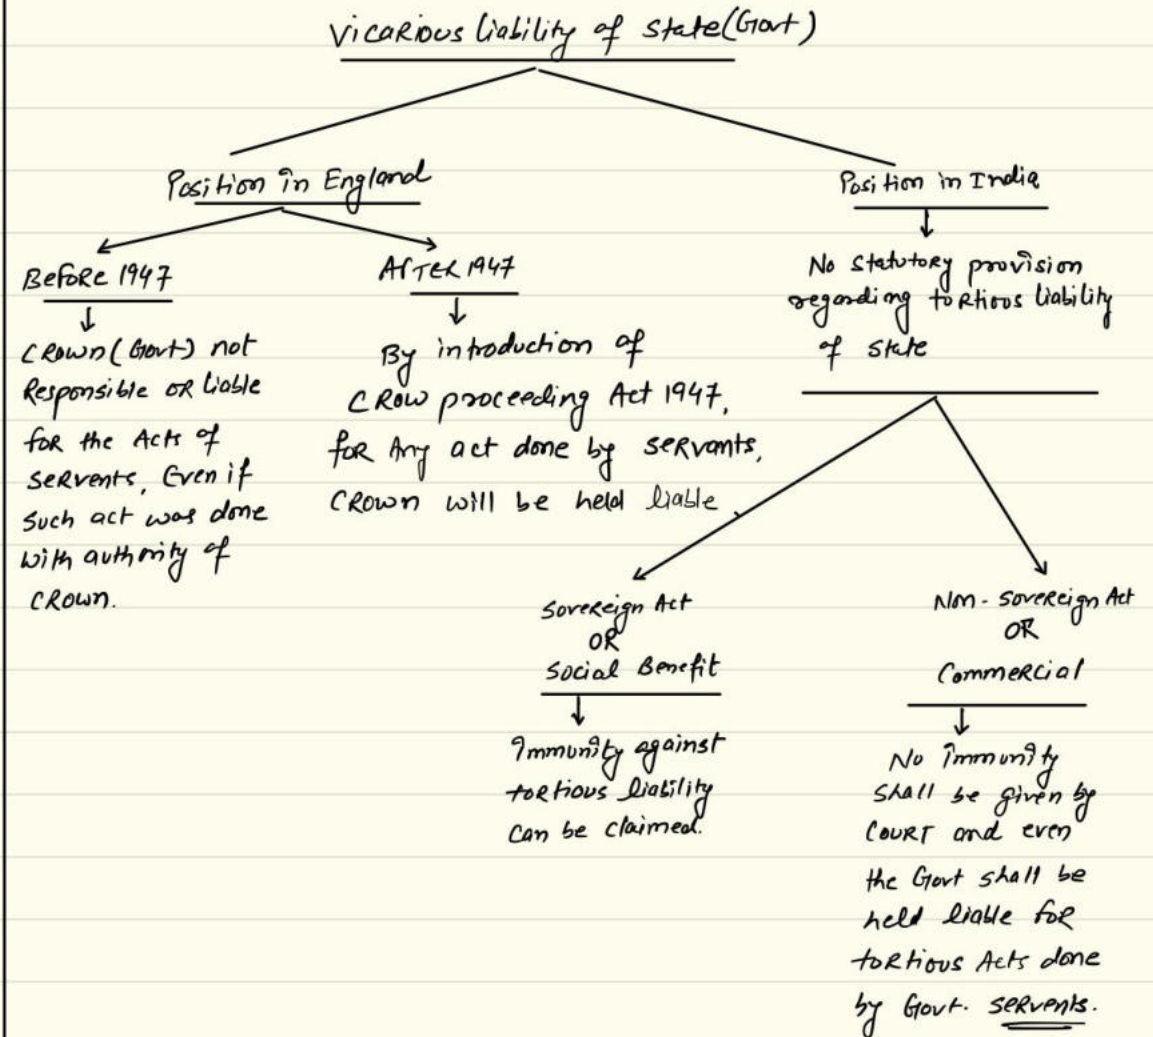 Vicarious liability of State(Govt)
Position in England
Before 1947
Crown(Govt) not
Responsible or liable
for the Acts of
servents, Even if
such act was done
with authority of
crown.
After 1947
By introduction of
Crow proceeding Act 1947,
for Any act done by servants,
Crown will be held liable.
Position in India
No Statutory provision
regarding tortious liability
of state
Sovereign Act
OR
Social Benefit
Immunity against
tortious liability
can be claimed.
Non-Sovereign Act
OR
Commercial
No immunity
shall be given by
Court and even
the Govt shall be
held liable for
tortious Acts done
by Govt. servents.